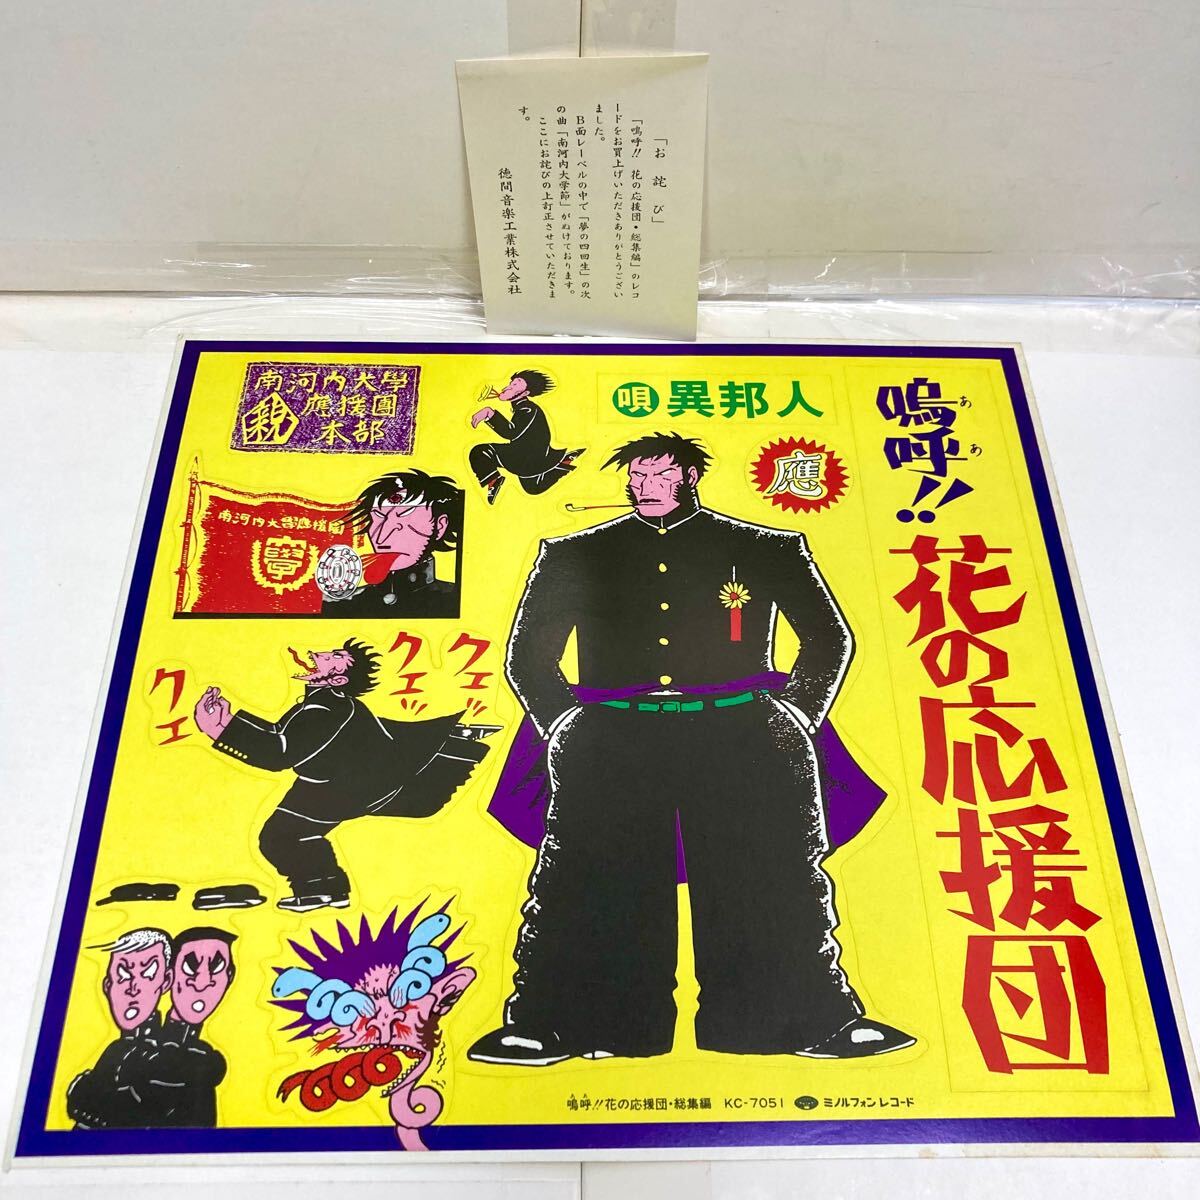 「お詫び」
「嗚呼!! 花の応援団・総集編」のレコ
ードをお買上げいただきありがとうござい
ました。
B面レーベルの中で「夢の四回生」の次
の曲「南河内大学節」がぬけております。
ここにお詫びの上訂正させていただきま
す。
徳間音楽工業株式会社
南河内大學
應援團
本部
親
唄 異邦人
應
嗚呼!!
ああ
花の応援団
南河内大學應援團
學
クェ
クェッ
クェッ
嗚呼!!花の応援団・総集編 KC-7051 ミノルフォンレコード
ああ